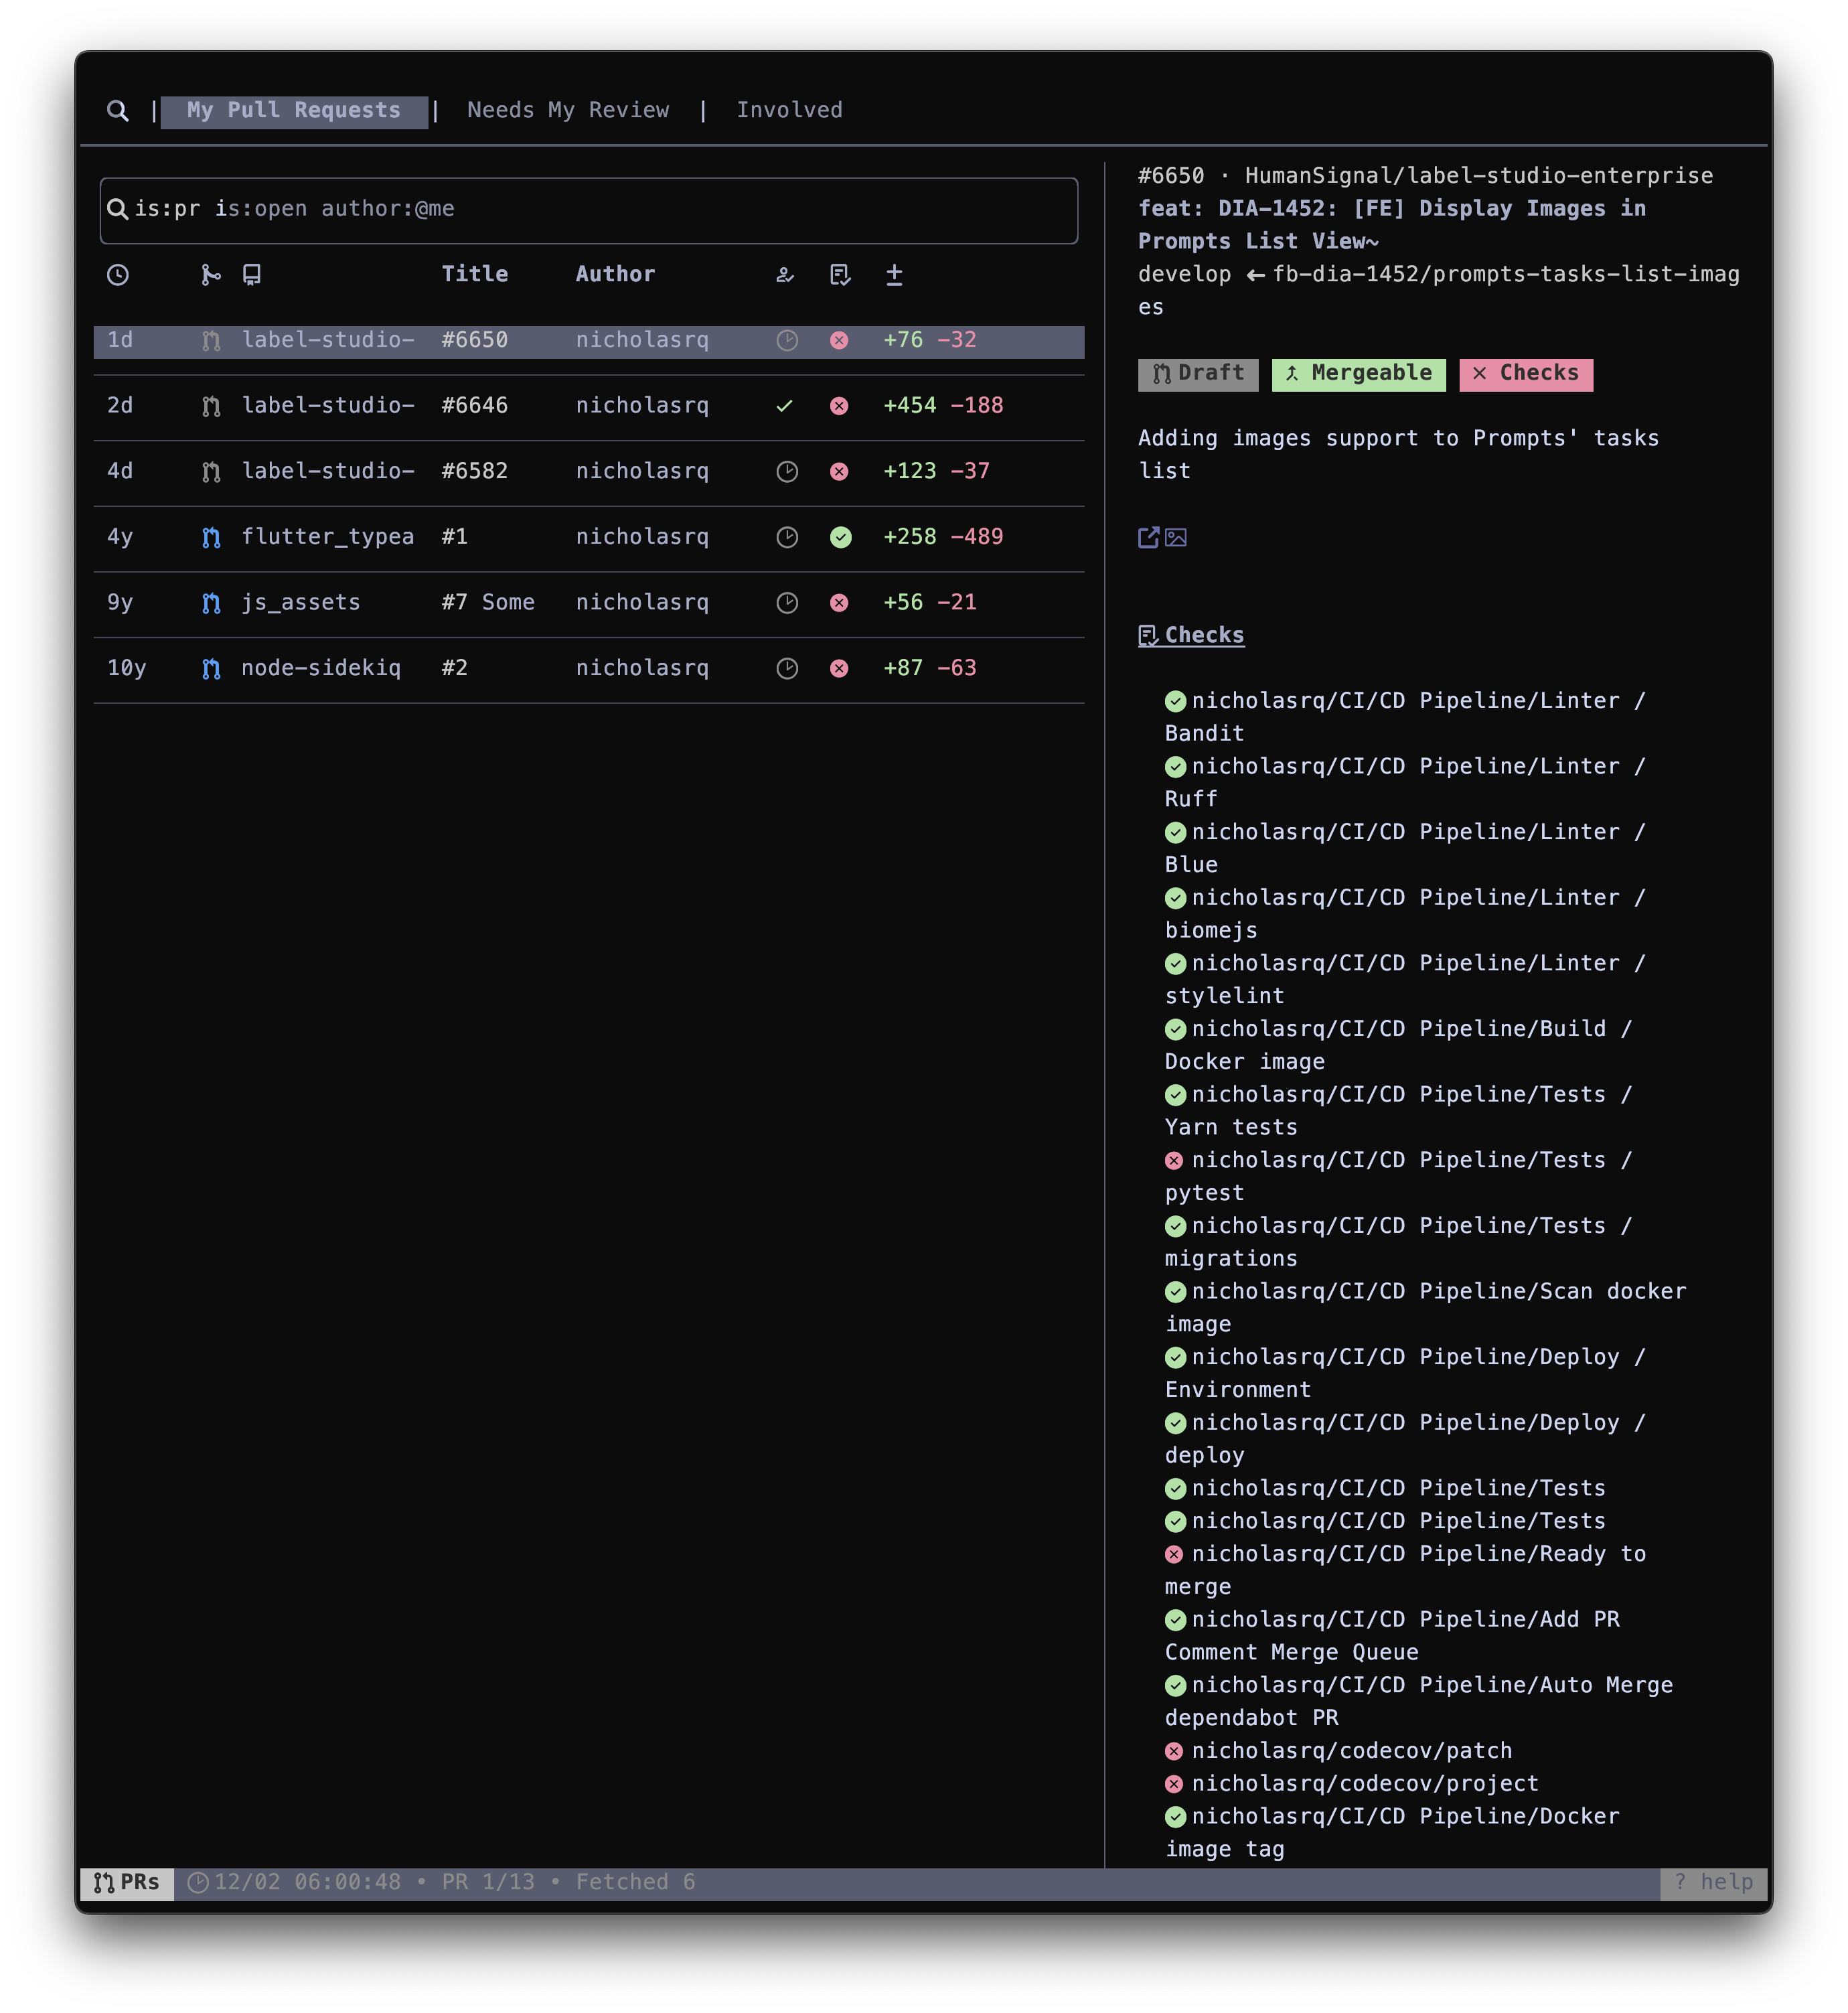 | My Pull Requests | Needs My Review | Involved
is:pr is:open author:@me
Title Author ±
1d label-studio- #6650 nicholasrq +76 -32
2d label-studio- #6646 nicholasrq +454 -188
4d label-studio- #6582 nicholasrq +123 -37
4y flutter_typea #1 nicholasrq +258 -489
9y js_assets #7 Some nicholasrq +56 -21
10y node-sidekiq #2 nicholasrq +87 -63
#6650 · HumanSignal/label-studio-enterprise
feat: DIA-1452: [FE] Display Images in
Prompts List View~
develop ← fb-dia-1452/prompts-tasks-list-imag
es
Draft Mergeable Checks
Adding images support to Prompts' tasks
list
Checks
nicholasrq/CI/CD Pipeline/Linter /
Bandit
nicholasrq/CI/CD Pipeline/Linter /
Ruff
nicholasrq/CI/CD Pipeline/Linter /
Blue
nicholasrq/CI/CD Pipeline/Linter /
biomejs
nicholasrq/CI/CD Pipeline/Linter /
stylelint
nicholasrq/CI/CD Pipeline/Build /
Docker image
nicholasrq/CI/CD Pipeline/Tests /
Yarn tests
nicholasrq/CI/CD Pipeline/Tests /
pytest
nicholasrq/CI/CD Pipeline/Tests /
migrations
nicholasrq/CI/CD Pipeline/Scan docker
image
nicholasrq/CI/CD Pipeline/Deploy /
Environment
nicholasrq/CI/CD Pipeline/Deploy /
deploy
nicholasrq/CI/CD Pipeline/Tests
nicholasrq/CI/CD Pipeline/Tests
nicholasrq/CI/CD Pipeline/Ready to
merge
nicholasrq/CI/CD Pipeline/Add PR
Comment Merge Queue
nicholasrq/CI/CD Pipeline/Auto Merge
dependabot PR
nicholasrq/codecov/patch
nicholasrq/codecov/project
nicholasrq/CI/CD Pipeline/Docker
image tag
PRs 12/02 06:00:48 • PR 1/13 • Fetched 6 ? help